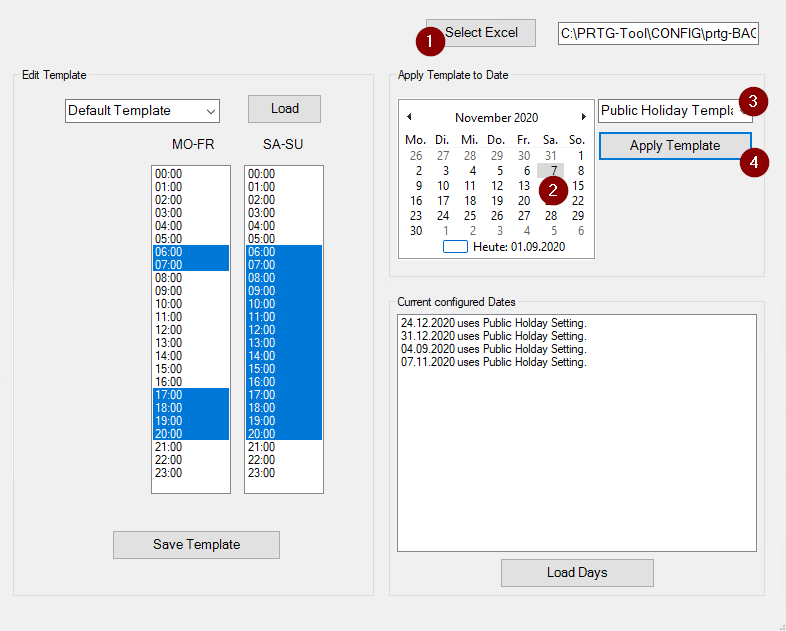 1 Select Excel C:\PRTG-Tool\CONFIG\prtg-BAC
Edit Template
Default Template Load
MO-FR SA-SU
00:00 00:00
01:00 01:00
02:00 02:00
03:00 03:00
04:00 04:00
05:00 05:00
06:00 06:00
07:00 07:00
08:00 08:00
09:00 09:00
10:00 10:00
11:00 11:00
12:00 12:00
13:00 13:00
14:00 14:00
15:00 15:00
16:00 16:00
17:00 17:00
18:00 18:00
19:00 19:00
20:00 20:00
21:00 21:00
22:00 22:00
23:00 23:00
Save Template
Apply Template to Date
November 2020
Mo. Di. Mi. Do. Fr. Sa. So.
26 27 28 29 30 31 1
2 3 4 5 6 7 8
9 10 11 12 13 2 15
16 17 18 19 20 22
23 24 25 26 27 28 29
30 1 2 3 4 5 6
Heute: 01.09.2020
Public Holiday Templa 3
Apply Template
4
Current configured Dates
24.12.2020 uses Public Holday Setting.
31.12.2020 uses Public Holday Setting.
04.09.2020 uses Public Holday Setting.
07.11.2020 uses Public Holday Setting.
Load Days